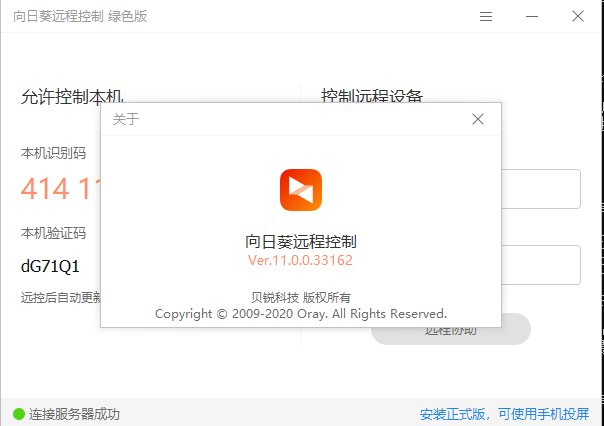 向日葵远程控制 绿色版
允许控制本机
控制远程设备
关于
本机识别码
414 11
向日葵远程控制
Ver.11.0.0.33162
本机验证码
dG71Q1
远控后自动更新
贝锐科技 版权所有
Copyright © 2009-2020 Oray. All Rights Reserved.
远程协助
连接服务器成功
安装正式版，可使用手机投屏